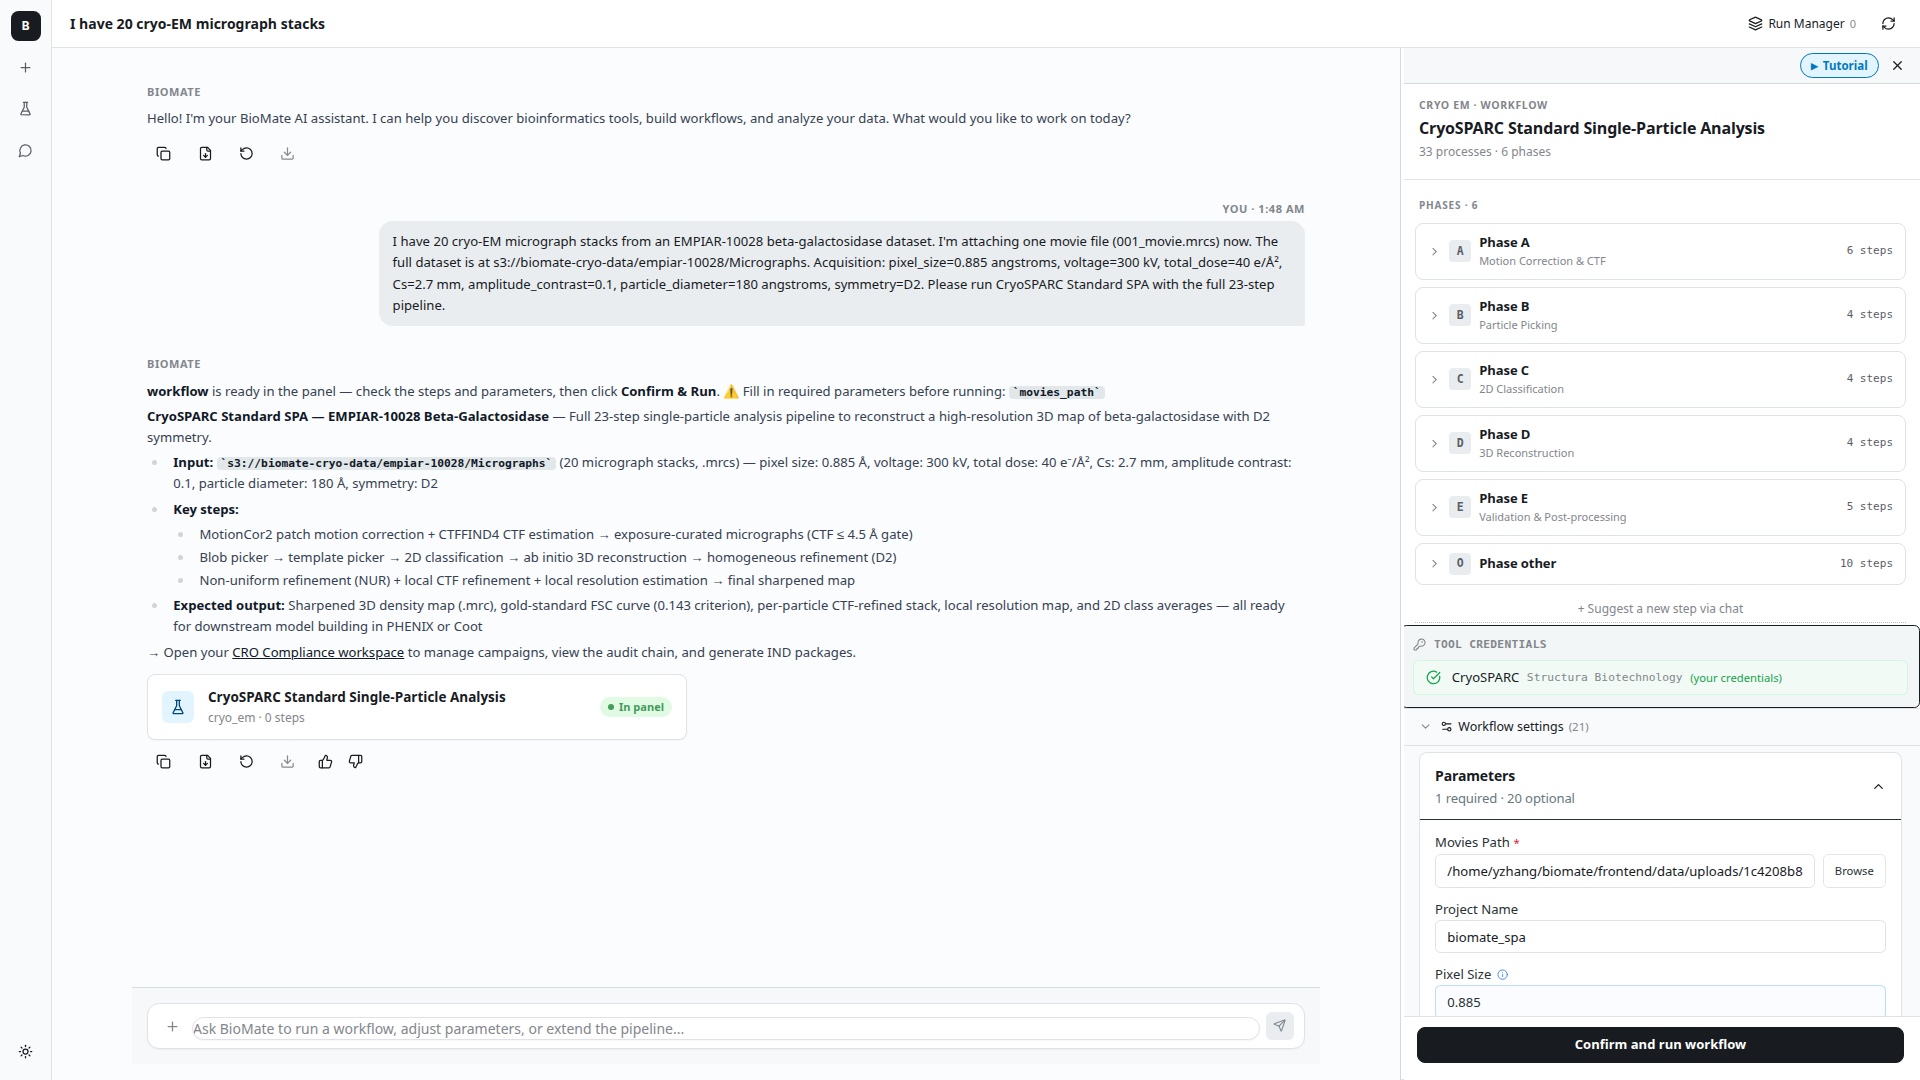 B
I have 20 cryo-EM micrograph stacks
Run Manager 0
BIOMATE
Hello! I'm your BioMate AI assistant. I can help you discover bioinformatics tools, build workflows, and analyze your data. What would you like to work on today?
YOU · 1:48 AM
I have 20 cryo-EM micrograph stacks from an EMPIAR-10028 beta-galactosidase dataset. I'm attaching one movie file (001_movie.mrcs) now. The
full dataset is at s3://biomate-cryo-data/empiar-10028/Micrographs. Acquisition: pixel_size=0.885 angstroms, voltage=300 kV, total_dose=40 e/Å²,
Cs=2.7 mm, amplitude_contrast=0.1, particle_diameter=180 angstroms, symmetry=D2. Please run CryoSPARC Standard SPA with the full 23-step
pipeline.
BIOMATE
workflow is ready in the panel — check the steps and parameters, then click Confirm & Run. ⚠️ Fill in required parameters before running: `movies_path`
CryoSPARC Standard SPA — EMPIAR-10028 Beta-Galactosidase — Full 23-step single-particle analysis pipeline to reconstruct a high-resolution 3D map of beta-galactosidase with D2
symmetry.
Input: `s3://biomate-cryo-data/empiar-10028/Micrographs` (20 micrograph stacks, .mrcs) — pixel size: 0.885 Å, voltage: 300 kV, total dose: 40 e⁻/Å², Cs: 2.7 mm, amplitude contrast:
0.1, particle diameter: 180 Å, symmetry: D2
Key steps:
MotionCor2 patch motion correction + CTFFIND4 CTF estimation → exposure-curated micrographs (CTF ≤ 4.5 Å gate)
Blob picker → template picker → 2D classification → ab initio 3D reconstruction → homogeneous refinement (D2)
Non-uniform refinement (NUR) + local CTF refinement + local resolution estimation → final sharpened map
Expected output: Sharpened 3D density map (.mrc), gold-standard FSC curve (0.143 criterion), per-particle CTF-refined stack, local resolution map, and 2D class averages — all ready
for downstream model building in PHENIX or Coot
→ Open your CRO Compliance workspace to manage campaigns, view the audit chain, and generate IND packages.
CryoSPARC Standard Single-Particle Analysis
cryo_em · 0 steps
In panel
Ask BioMate to run a workflow, adjust parameters, or extend the pipeline...
▶ Tutorial
CRYO EM · WORKFLOW
CryoSPARC Standard Single-Particle Analysis
33 processes · 6 phases
PHASES · 6
A Phase A 6 steps
Motion Correction & CTF
B Phase B 4 steps
Particle Picking
C Phase C 4 steps
2D Classification
D Phase D 4 steps
3D Reconstruction
E Phase E 5 steps
Validation & Post-processing
O Phase other 10 steps
+ Suggest a new step via chat
TOOL CREDENTIALS
CryoSPARC Structura Biotechnology (your credentials)
Workflow settings (21)
Parameters
1 required · 20 optional
Movies Path *
/home/yzhang/biomate/frontend/data/uploads/1c4208b8
Browse
Project Name
biomate_spa
Pixel Size
0.885
Confirm and run workflow